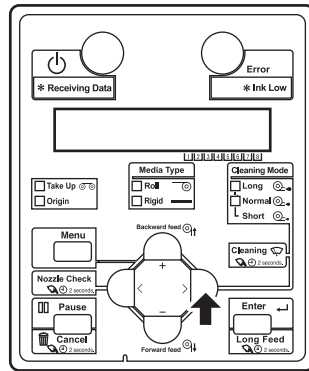 Error
* Receiving Data
* Ink Low
1 2 3 4 5 6 7 8
Media Type
Cleaning Mode
Take Up
Roll
Long
Origin
Rigid
Normal
Short
Menu
Backward feed
Cleaning
2 seconds.
Nozzle Check
2 seconds.
+
< >
−
Pause
Enter
Cancel
2 seconds.
Forward feed
Long Feed
2 seconds.